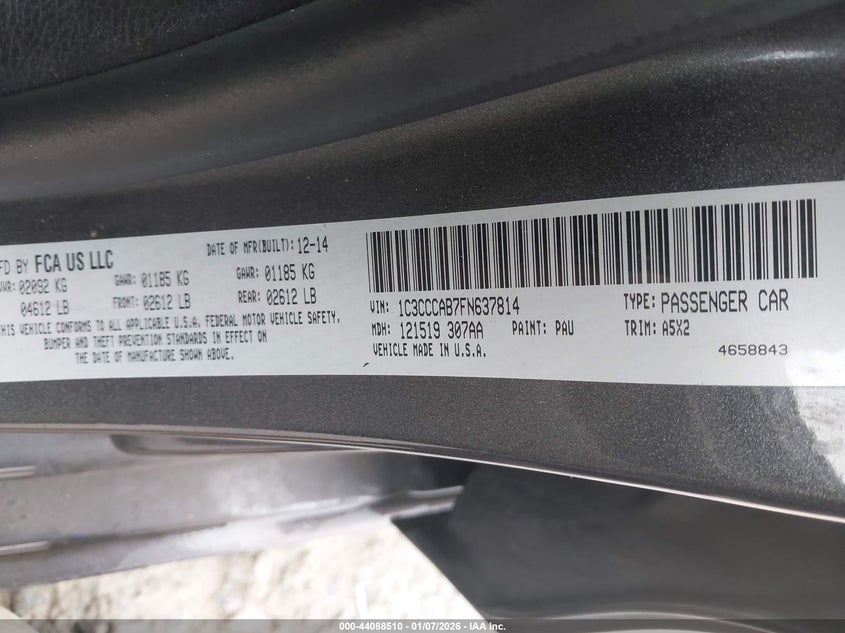 FD BY FCA US LLC DATE OF MFR(BUILT): 12-14
WR: 02092 KG GAWR: 01185 KG GAWR: 01185 KG
04612 LB FRONT: 02612 LB REAR: 02612 LB
THIS VEHICLE CONFORMS TO ALL APPLICABLE U.S.A. FEDERAL MOTOR VEHICLE SAFETY,
BUMPER AND THEFT PREVENTION STANDARDS IN EFFECT ON
THE DATE OF MANUFACTURE SHOWN ABOVE.
VIN: 1C3CCCAB7FN637814 TYPE: PASSENGER CAR
MDH: 121519 307AA PAINT: PAU TRIM: A5X2
VEHICLE MADE IN U.S.A. 4658843
000-44088510 - 01/07/2026 - IAA Inc.